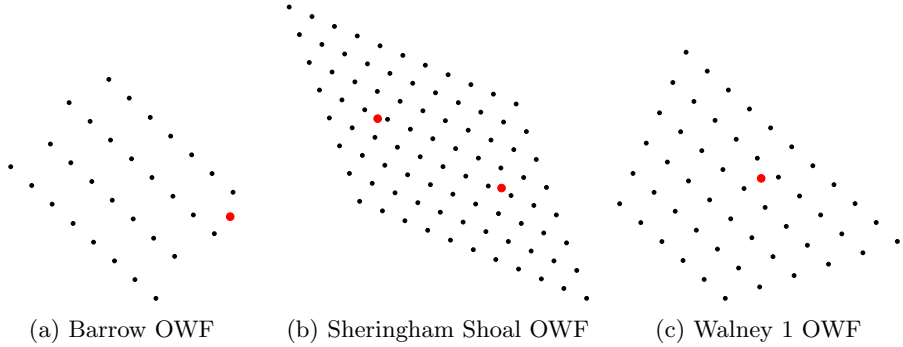 (a) Barrow OWF
(b) Sheringham Shoal OWF
(c) Walney 1 OWF